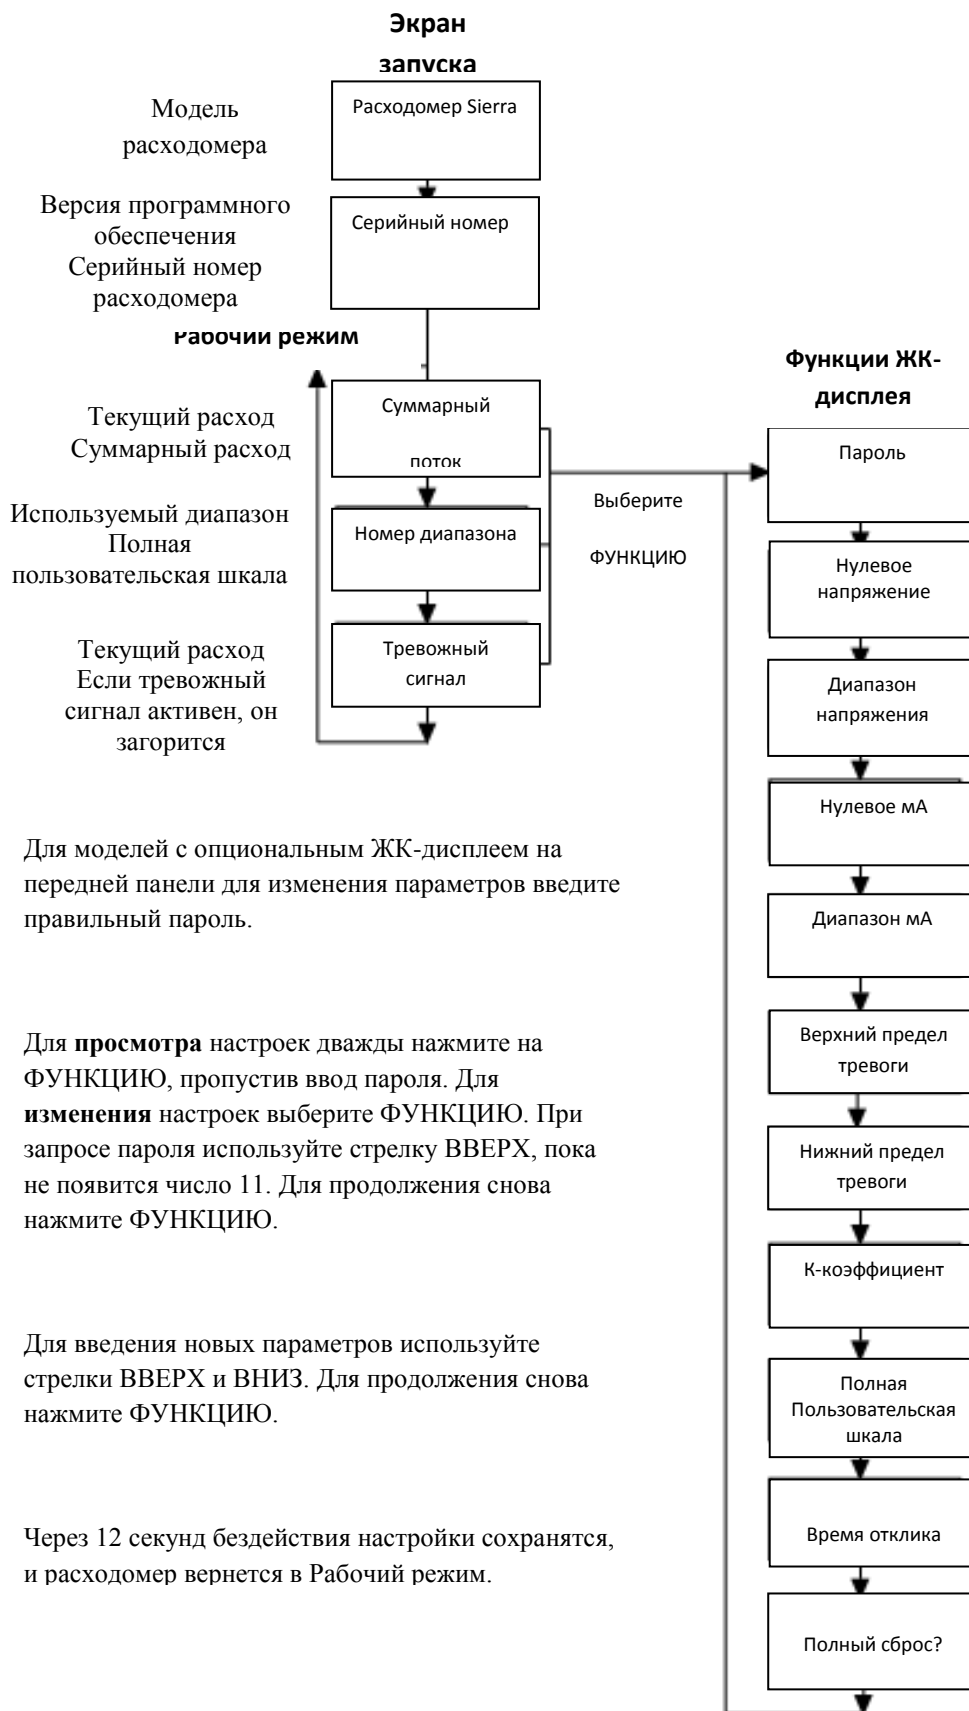 Экран
запуска
Модель
расходомера
Расходомер Sierra
Версия программного
обеспечения
Серийный номер
расходомера
Серийный номер
Рабочий режим
Текущий расход
Суммарный расход
Суммарный
поток
Используемый диапазон
Полная
пользовательская шкала
Номер диапазона
Текущий расход
Если тревожный
сигнал активен, он
загорится
Тревожный
сигнал
Выберите
ФУНКЦИЮ
Функции ЖК-
дисплея
Пароль
Нулевое
напряжение
Диапазон
напряжения
Нулевое мА
Диапазон мА
Верхний предел
тревоги
Нижний предел
тревоги
К-коэффициент
Полная
Пользовательская
шкала
Время отклика
Полный сброс?
Для моделей с опциональным ЖК-дисплеем на
передней панели для изменения параметров введите
правильный пароль.
Для просмотра настроек дважды нажмите на
ФУНКЦИЮ, пропустив ввод пароля. Для
изменения настроек выберите ФУНКЦИЮ. При
запросе пароля используйте стрелку ВВЕРХ, пока
не появится число 11. Для продолжения снова
нажмите ФУНКЦИЮ.
Для введения новых параметров используйте
стрелки ВВЕРХ и ВНИЗ. Для продолжения снова
нажмите ФУНКЦИЮ.
Через 12 секунд бездействия настройки сохранятся,
и расходомер вернется в Рабочий режим.